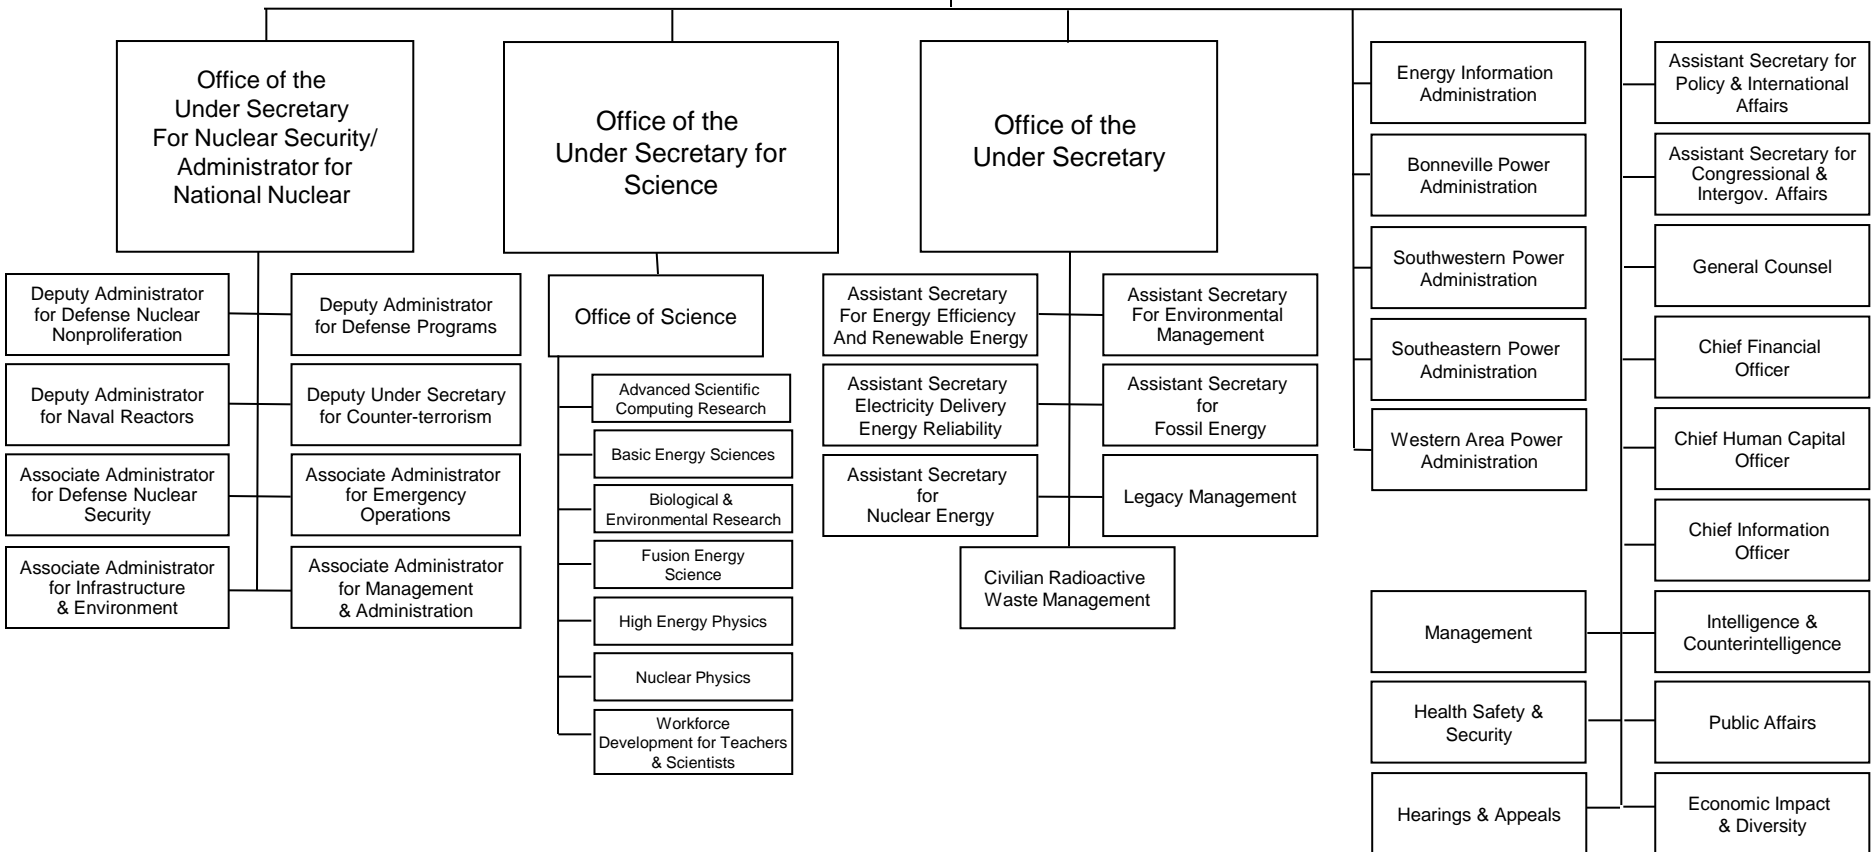 Office of the
Under Secretary
For Nuclear Security/
Administrator for
National Nuclear
Deputy Administrator
for Defense Nuclear
Nonproliferation
Deputy Administrator
for Defense Programs
Deputy Administrator
for Naval Reactors
Deputy Under Secretary
for Counter-terrorism
Associate Administrator
for Defense Nuclear
Security
Associate Administrator
for Emergency
Operations
Associate Administrator
for Infrastructure
& Environment
Associate Administrator
for Management
& Administration
Office of the
Under Secretary for
Science
Office of Science
Advanced Scientific
Computing Research
Basic Energy Sciences
Biological &
Environmental Research
Fusion Energy
Science
High Energy Physics
Nuclear Physics
Workforce
Development for Teachers
& Scientists
Office of the
Under Secretary
Assistant Secretary
For Energy Efficiency
And Renewable Energy
Assistant Secretary
For Environmental
Management
Assistant Secretary
Electricity Delivery
Energy Reliability
Assistant Secretary
for
Fossil Energy
Assistant Secretary
for
Nuclear Energy
Legacy Management
Civilian Radioactive
Waste Management
Energy Information
Administration
Bonneville Power
Administration
Southwestern Power
Administration
Southeastern Power
Administration
Western Area Power
Administration
Management
Health Safety &
Security
Hearings & Appeals
Assistant Secretary for
Policy & International
Affairs
Assistant Secretary for
Congressional &
Intergov. Affairs
General Counsel
Chief Financial
Officer
Chief Human Capital
Officer
Chief Information
Officer
Intelligence &
Counterintelligence
Public Affairs
Economic Impact
& Diversity